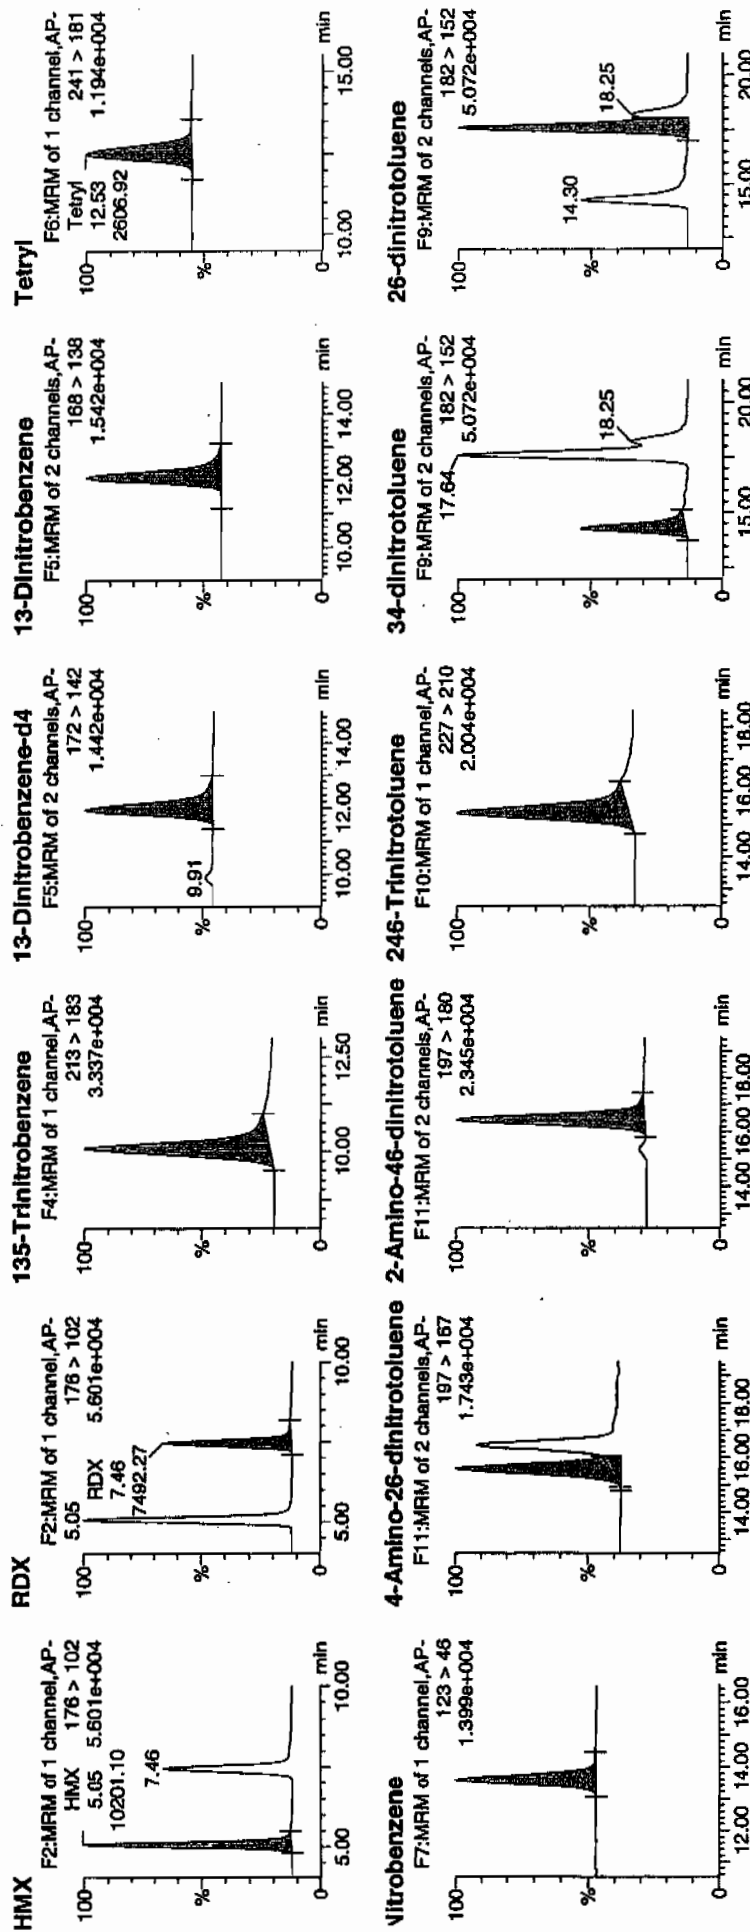 HMX
F2:MRM of 1 channel,AP-
HMX 176 > 102
5.05 5.601e+004
10201.10
7.46
100
%
0
5.00 10.00
min
RDX
F2:MRM of 1 channel,AP-
5.05 176 > 102
RDX 5.601e+004
7.46
7492.27
100
%
0
5.00 10.00
min
135-Trinitrobenzene
F4:MRM of 1 channel,AP-
213 > 183
3.337e+004
100
%
0
10.00 12.50
min
13-Dinitrobenzene-d4
F5:MRM of 2 channels,AP-
172 > 142
1.442e+004
9.91
100
%
0
10.00 12.00 14.00
min
13-Dinitrobenzene
F5:MRM of 2 channels,AP-
168 > 138
1.542e+004
100
%
0
10.00 12.00 14.00
min
Tetryl
F6:MRM of 1 channel,AP-
Tetryl 241 > 181
12.53 1.194e+004
2606.92
100
%
0
10.00 15.00
min
Nitrobenzene
F7:MRM of 1 channel,AP-
123 > 46
1.399e+004
100
%
0
12.00 14.00 16.00
min
4-Amino-26-dinitrotoluene
F11:MRM of 2 channels,AP-
197 > 167
1.743e+004
100
%
0
14.00 16.00 18.00
min
2-Amino-46-dinitrotoluene
F11:MRM of 2 channels,AP-
197 > 180
2.345e+004
100
%
0
14.00 16.00 18.00
min
246-Trinitrotoluene
F10:MRM of 1 channel,AP-
227 > 210
2.004e+004
100
%
0
14.00 16.00 18.00
min
34-dinitrotoluene
F9:MRM of 2 channels,AP-
17.64 182 > 152
5.072e+004
18.25
100
%
0
15.00 20.00
min
26-dinitrotoluene
F9:MRM of 2 channels,AP-
182 > 152
5.072e+004
14.30
18.25
100
%
0
15.00 20.00
min